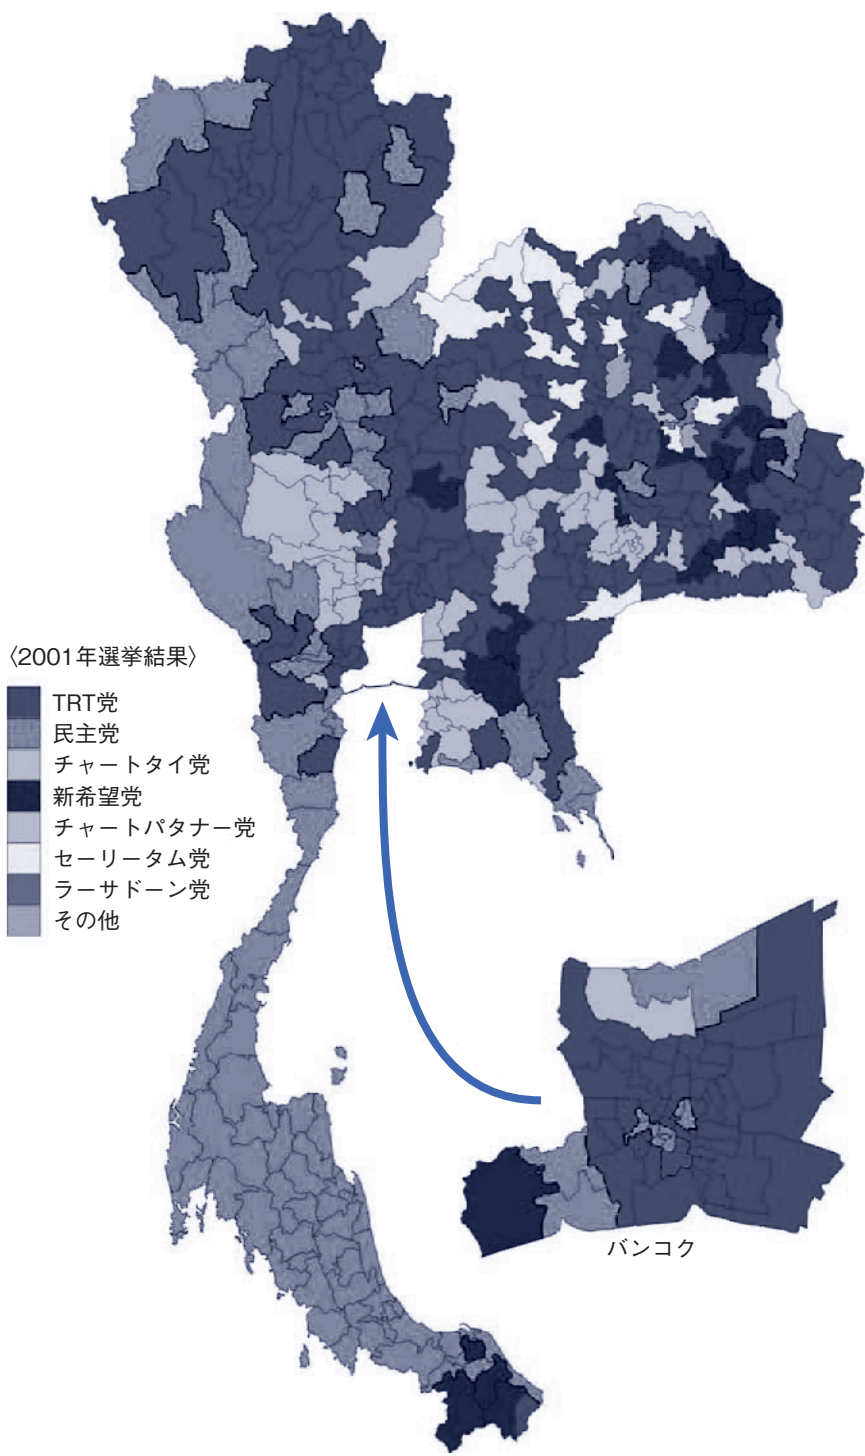 〈2001年選挙結果〉
TRT党
民主党
チャートタイ党
新希望党
チャートパタナー党
セーリータム党
ラーサドーン党
その他
バンコク